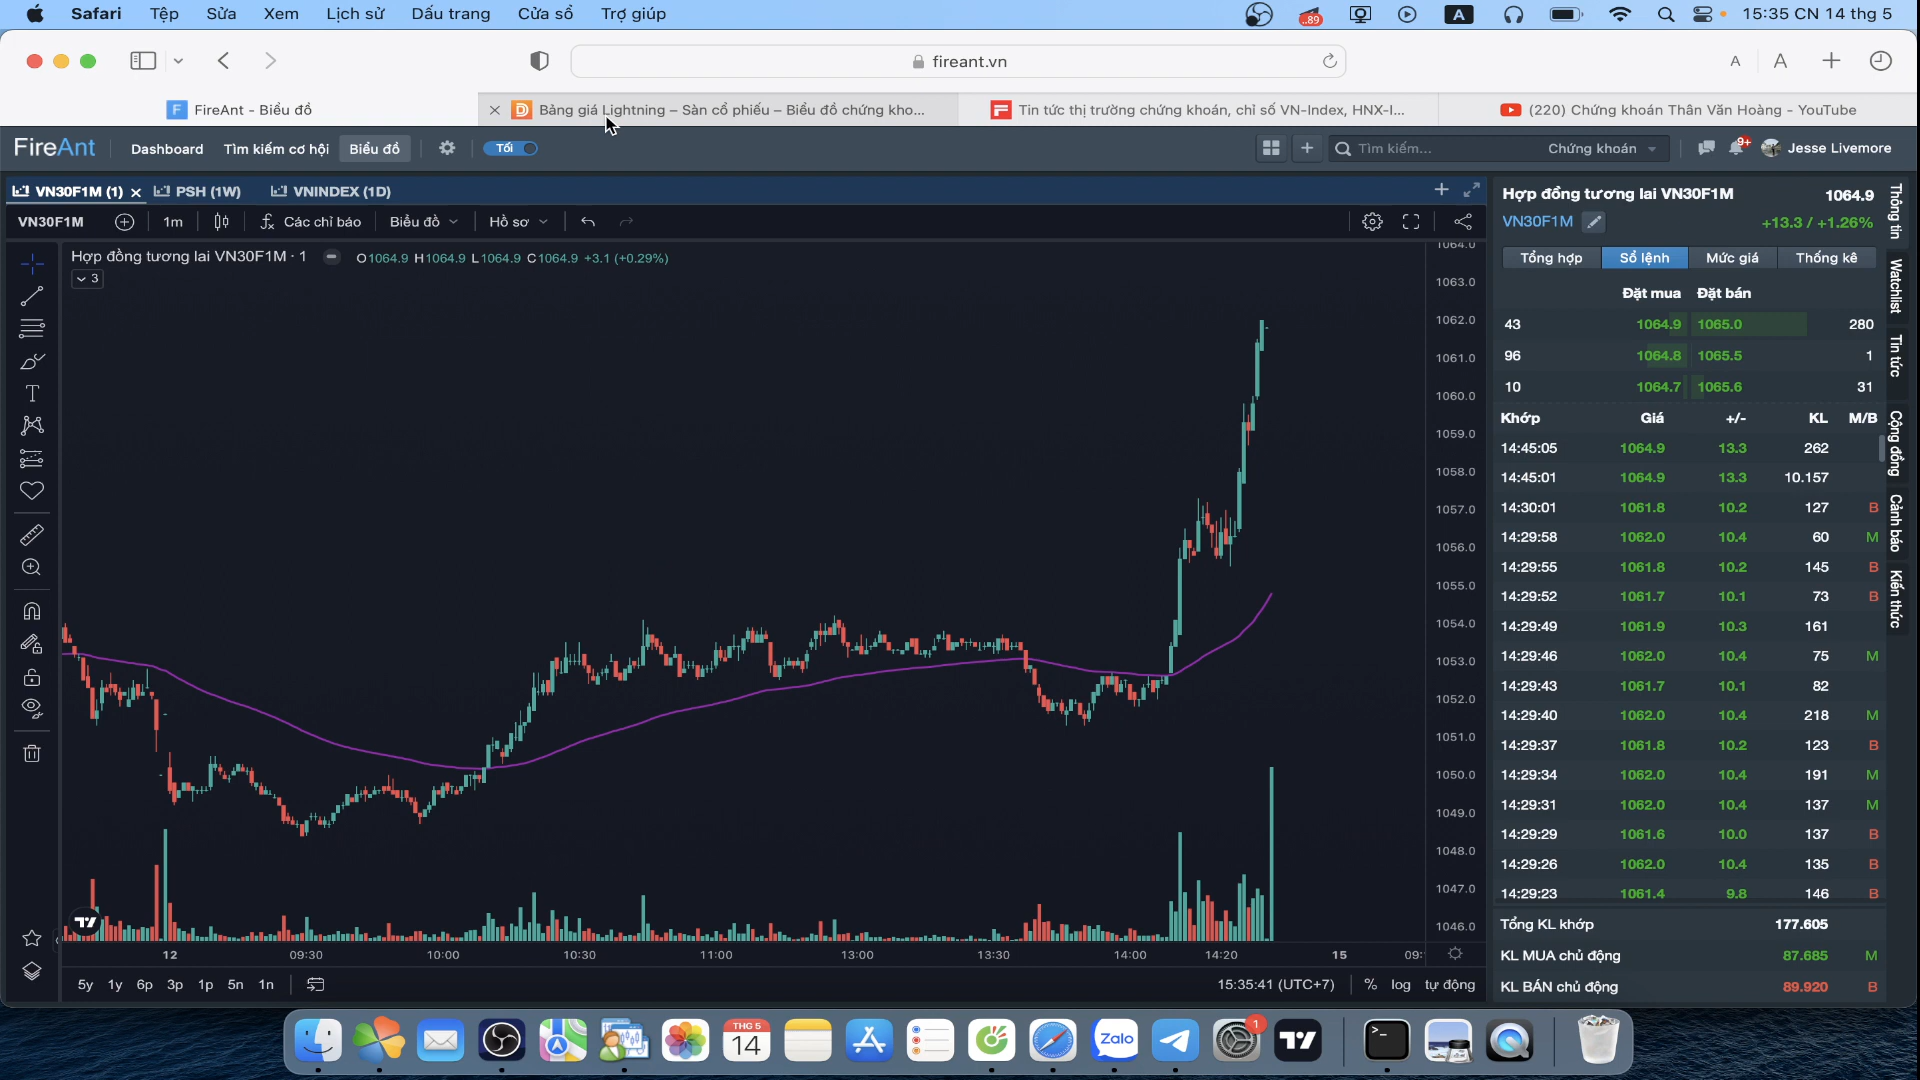 Safari Tệp Sửa Xem Lịch sử Dấu trang Cửa sổ Trợ giúp .89 A 15:35 CN 14 thg 5
fireant.vn A A
FireAnt - Biểu đồ
Bảng giá Lightning – Sàn cổ phiếu – Biểu đồ chứng kho...
Tin tức thị trường chứng khoán, chỉ số VN-Index, HNX-I...
(220) Chứng khoán Thân Văn Hoàng - YouTube
FireAnt Dashboard Tìm kiếm cơ hội Biểu đồ Tối Tìm kiếm... Chứng khoán 9+ Jesse Livemore
VN30F1M (1) PSH (1W) VNINDEX (1D)
VN30F1M 1m Các chỉ báo Biểu đồ Hồ sơ
Hợp đồng tương lai VN30F1M · 1 O1064.9 H1064.9 L1064.9 C1064.9 +3.1 (+0.29%)
3
1064.0
1063.0
1062.0
1061.0
1060.0
1059.0
1058.0
1057.0
1056.0
1055.0
1054.0
1053.0
1052.0
1051.0
1050.0
1049.0
1048.0
1047.0
1046.0
12 09:30 10:00 10:30 11:00 13:00 13:30 14:00 14:20 15 09:
5y 1y 6p 3p 1p 5n 1n 15:35:41 (UTC+7) % log tự động
Hợp đồng tương lai VN30F1M 1064.9
VN30F1M +13.3 / +1.26%
Tổng hợp Sổ lệnh Mức giá Thống kê
Đặt mua Đặt bán
43 1064.9 1065.0 280
96 1064.8 1065.5 1
10 1064.7 1065.6 31
Khớp Giá +/- KL M/B
14:45:05 1064.9 13.3 262
14:45:01 1064.9 13.3 10.157
14:30:01 1061.8 10.2 127 B
14:29:58 1062.0 10.4 60 M
14:29:55 1061.8 10.2 145 B
14:29:52 1061.7 10.1 73 B
14:29:49 1061.9 10.3 161
14:29:46 1062.0 10.4 75 M
14:29:43 1061.7 10.1 82
14:29:40 1062.0 10.4 218 M
14:29:37 1061.8 10.2 123 B
14:29:34 1062.0 10.4 191 M
14:29:31 1062.0 10.4 137 M
14:29:29 1061.6 10.0 137 B
14:29:26 1062.0 10.4 135 B
14:29:23 1061.4 9.8 146 B
Tổng KL khớp 177.605
KL MUA chủ động 87.685 M
KL BÁN chủ động 89.920 B
Thông tin
Watchlist
Tin tức
Cộng đồng
Cảnh báo
Kiến thức
THG 5
14
Zalo
1